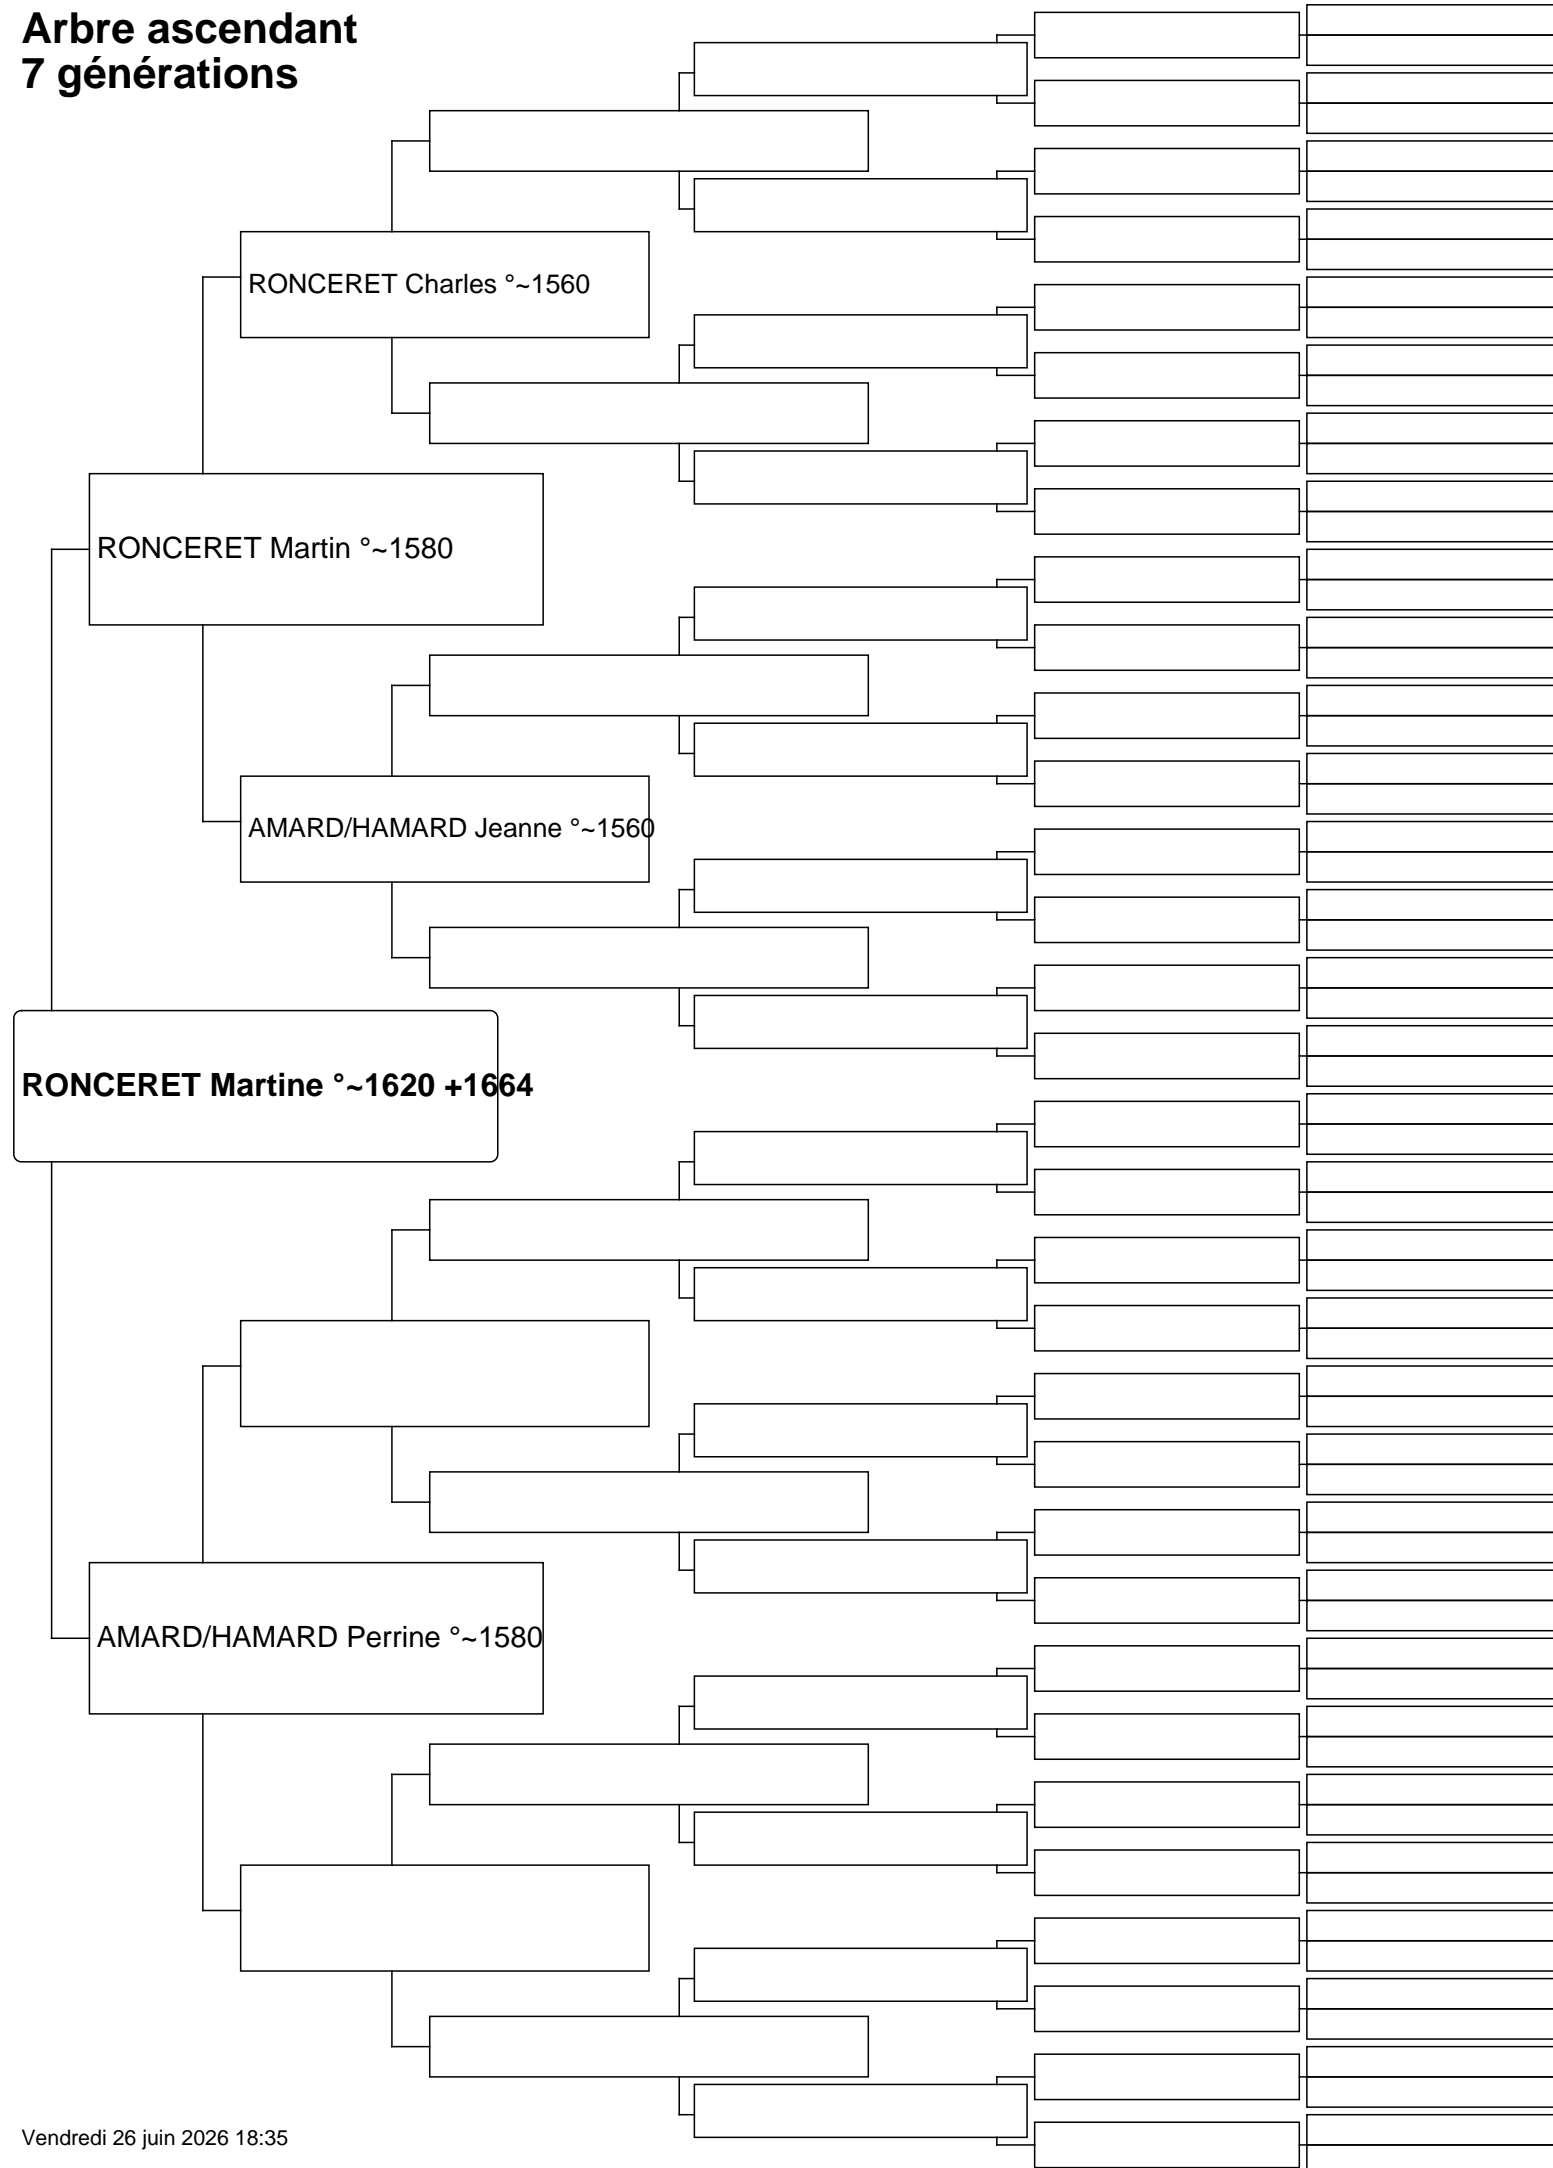 Arbre ascendant
7 générations
RONCERET Charles °~1560
RONCERET Martin °~1580
AMARD/HAMARD Jeanne °~1560
RONCERET Martine °~1620 +1664
AMARD/HAMARD Perrine °~1580
Vendredi 26 juin 2026 18:35